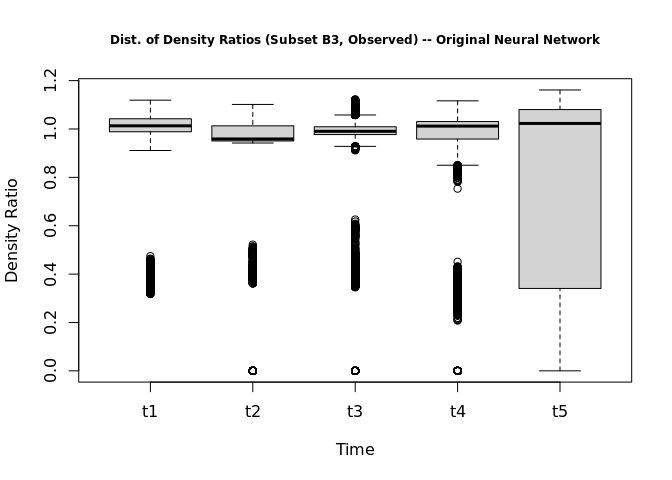 Dist. of Density Ratios (Subset B3, Observed) -- Original Neural Network
Density Ratio
1.2
1.0
0.8
0.6
0.4
0.2
0.0
t1
t2
t3
t4
t5
Time